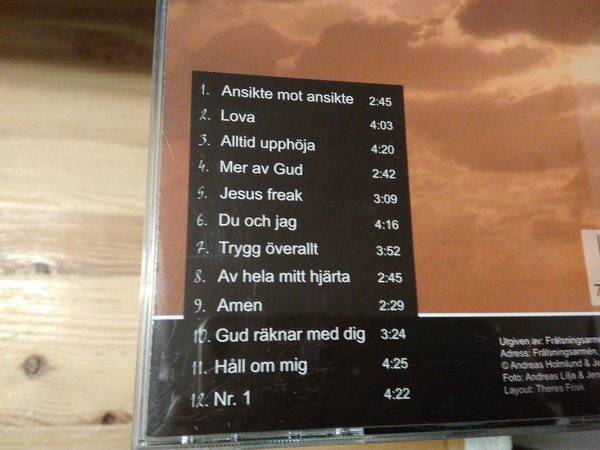 1. Ansikte mot ansikte 2:45
2. Lova 4:03
3. Alltid upphöja 4:20
4. Mer av Gud 2:42
5. Jesus freak 3:09
6. Du och jag 4:16
7. Trygg överallt 3:52
8. Av hela mitt hjärta 2:45
9. Amen 2:29
10. Gud räknar med dig 3:24
11. Håll om mig 4:25
12. Nr. 1 4:22
Utgiven av: Frälsningsarm
Adress: Frälsningsarmén,
© Andreas Holmlund & Je
Foto: Andreas Lilja & Jen
Layout: Theres Frisk
7